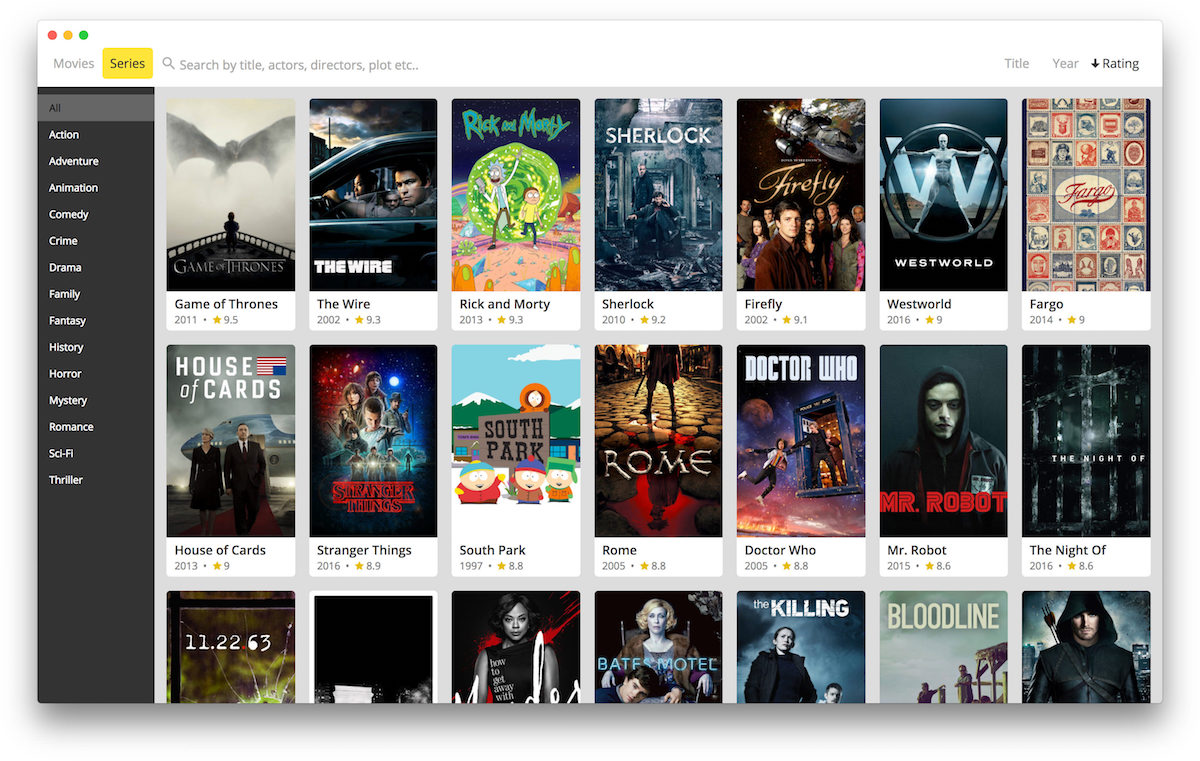 Movies
Series
Search by title, actors, directors, plot etc..
Title
Year
Rating
All
Action
Adventure
Animation
Comedy
Crime
Drama
Family
Fantasy
History
Horror
Mystery
Romance
Sci-Fi
Thriller
GAME OF THRONES
THE WIRE
Rick and Morty
SHERLOCK
Firefly
WESTWORLD
Fargo
Game of Thrones
2011 • 9.5
The Wire
2002 • 9.3
Rick and Morty
2013 • 9.3
Sherlock
2010 • 9.2
Firefly
2002 • 9.1
Westworld
2016 • 9
Fargo
2014 • 9
HOUSE
of CARDS
STRANGER
THINGS
SOUTH
PARK
ROME
DOCTOR WHO
MR. ROBOT
THE NIGHT OF
House of Cards
2013 • 9
Stranger Things
2016 • 8.9
South Park
1997 • 8.8
Rome
2005 • 8.8
Doctor Who
2005 • 8.8
Mr. Robot
2015 • 8.6
The Night Of
2016 • 8.6
11.22.63
how
to
get
away
with
BATES MOTEL
the KILLING
BLOODLINE